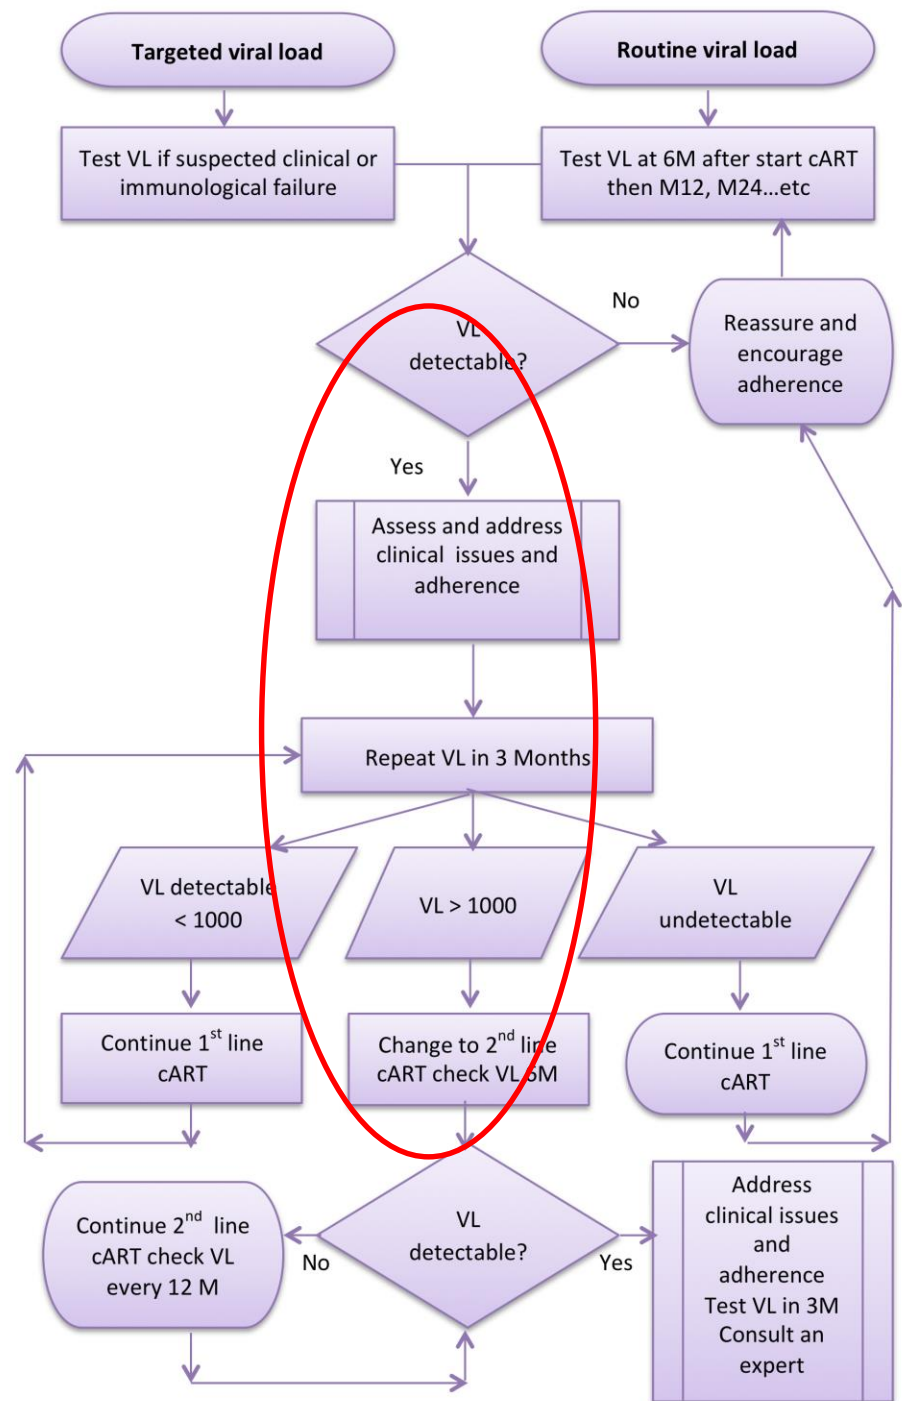 Targeted viral load
Routine viral load
Test VL if suspected clinical or
immunological failure
Test VL at 6M after start cART
then M12, M24...etc
VL
detectable?
No
Reassure and
encourage
adherence
Yes
Assess and address
clinical issues and
adherence
Repeat VL in 3 Months
VL detectable
< 1000
VL > 1000
VL
undetectable
Continue 1st line
cART
Change to 2nd line
cART check VL 6M
Continue 1st line
cART
Continue 2nd line
cART check VL
every 12 M
No
VL
detectable?
Yes
Address
clinical issues
and
adherence
Test VL in 3M
Consult an
expert